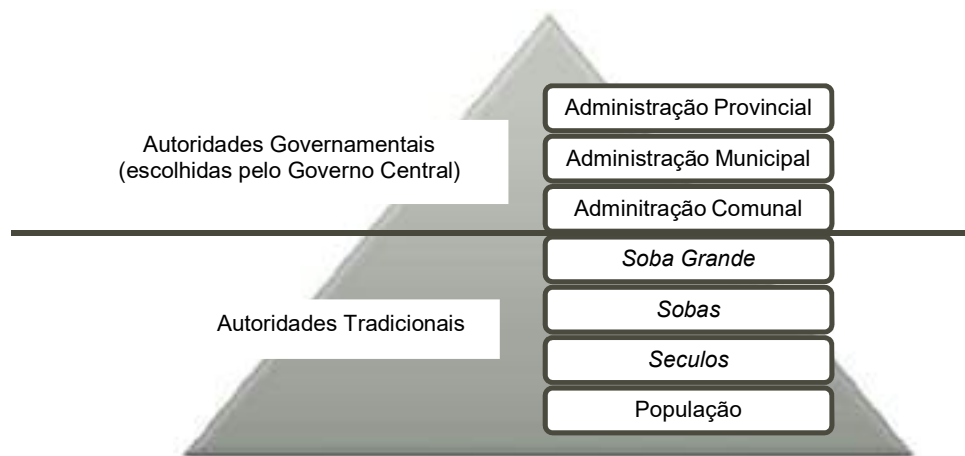 Administração Provincial
Autoridades Governamentais
(escolhidas pelo Governo Central)
Administração Municipal
Adminitração Comunal
Soba Grande
Sobas
Autoridades Tradicionais
Seculos
População